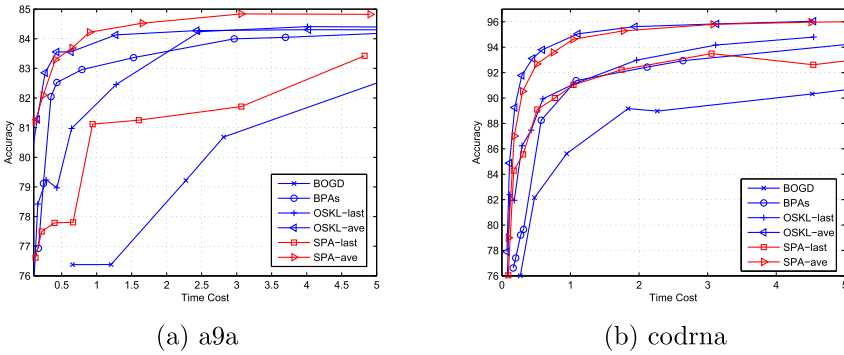 85
84
83
82
81
80
79
78
77
76
Accuracy
0.5 1 1.5 2 2.5 3 3.5 4 4.5 5
Time Cost
BOGD
BPAs
OSKL-last
OSKL-ave
SPA-last
SPA-ave
(a) a9a
96
94
92
90
88
86
84
82
80
78
76
Accuracy
0 1 2 3 4 5
Time Cost
BOGD
BPAs
OSKL-last
OSKL-ave
SPA-last
SPA-ave
(b) codrna